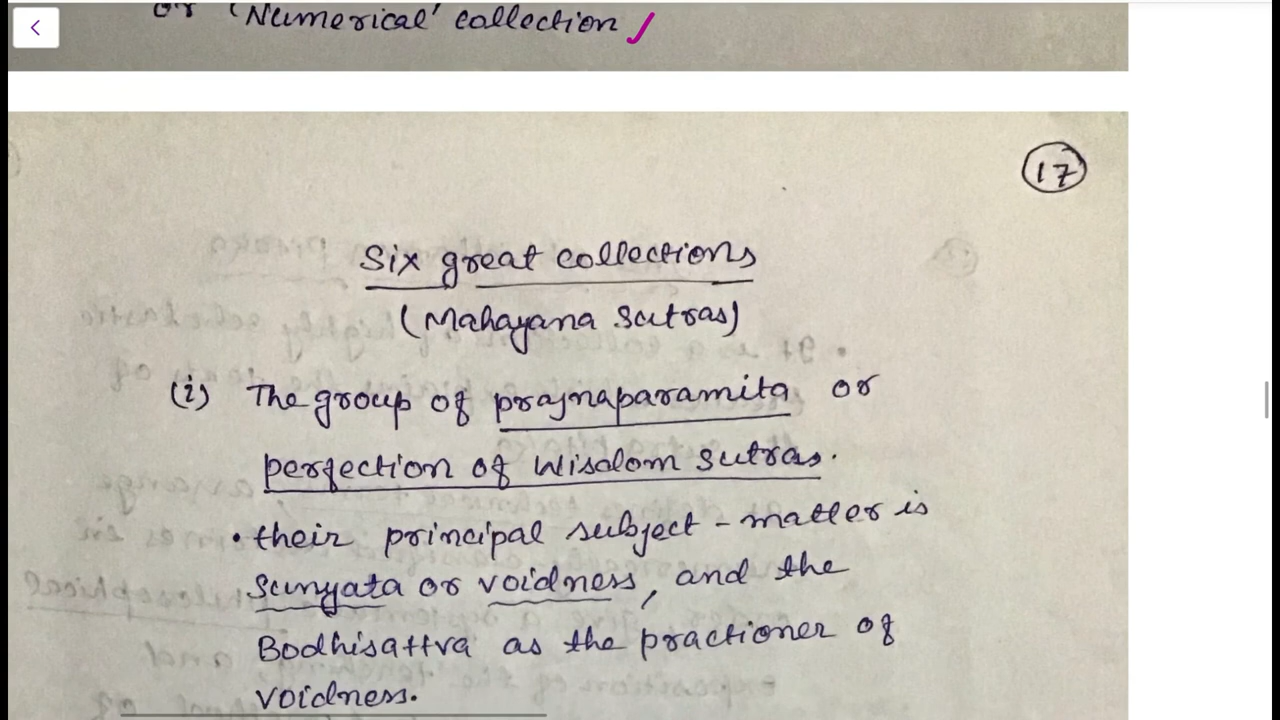 or 'Numerical' collection
17
Six great collections
(Mahayana Sutras)
(i) The group of prajnaparamita or
perfection of Wisdom Sutras.
• their principal subject-matter is
Sunyata or voidness, and the
Bodhisattva as the practioner of
voidness.